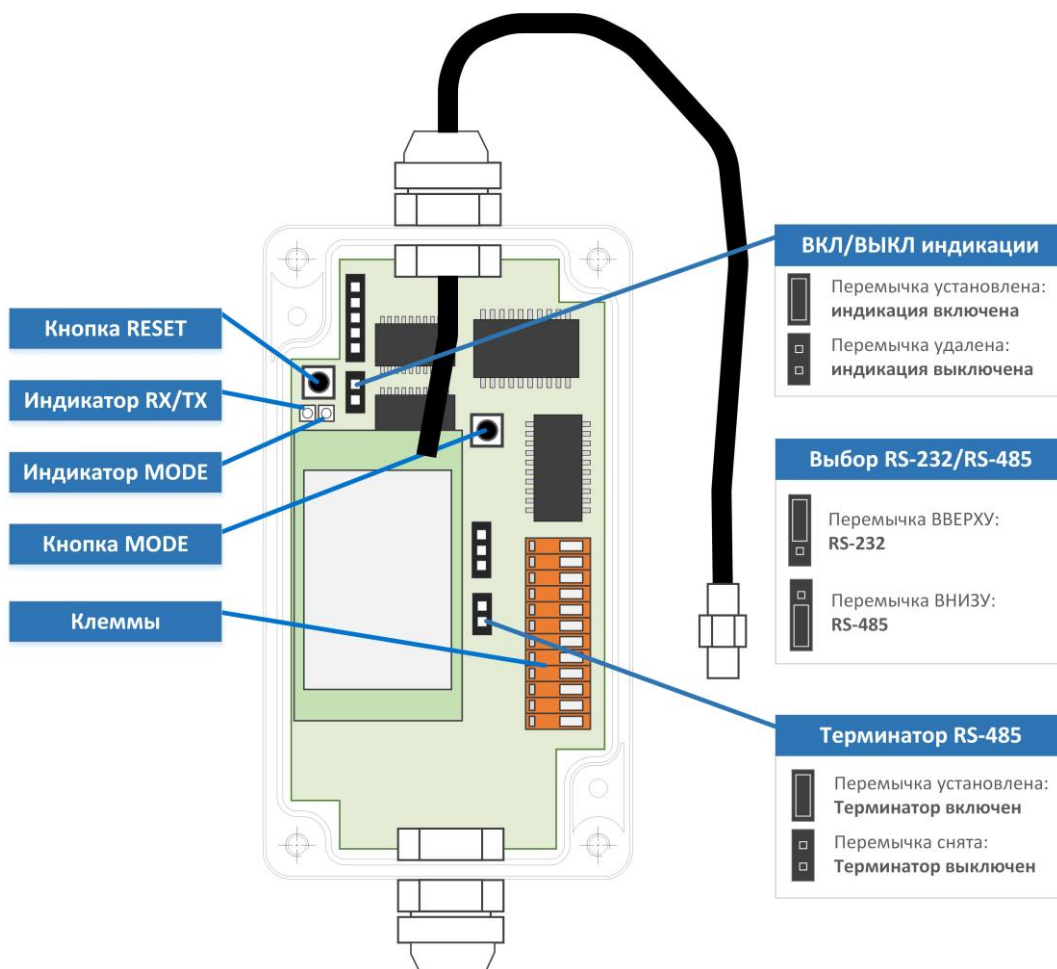 Кнопка RESET
Индикатор RX/TX
Индикатор MODE
Кнопка MODE
Клеммы
ВКЛ/ВЫКЛ индикации
Перемычка установлена:
индикация включена
Перемычка удалена:
индикация выключена
Выбор RS-232/RS-485
Перемычка ВВЕРХУ:
RS-232
Перемычка ВНИЗУ:
RS-485
Терминатор RS-485
Перемычка установлена:
Терминатор включен
Перемычка снята:
Терминатор выключен